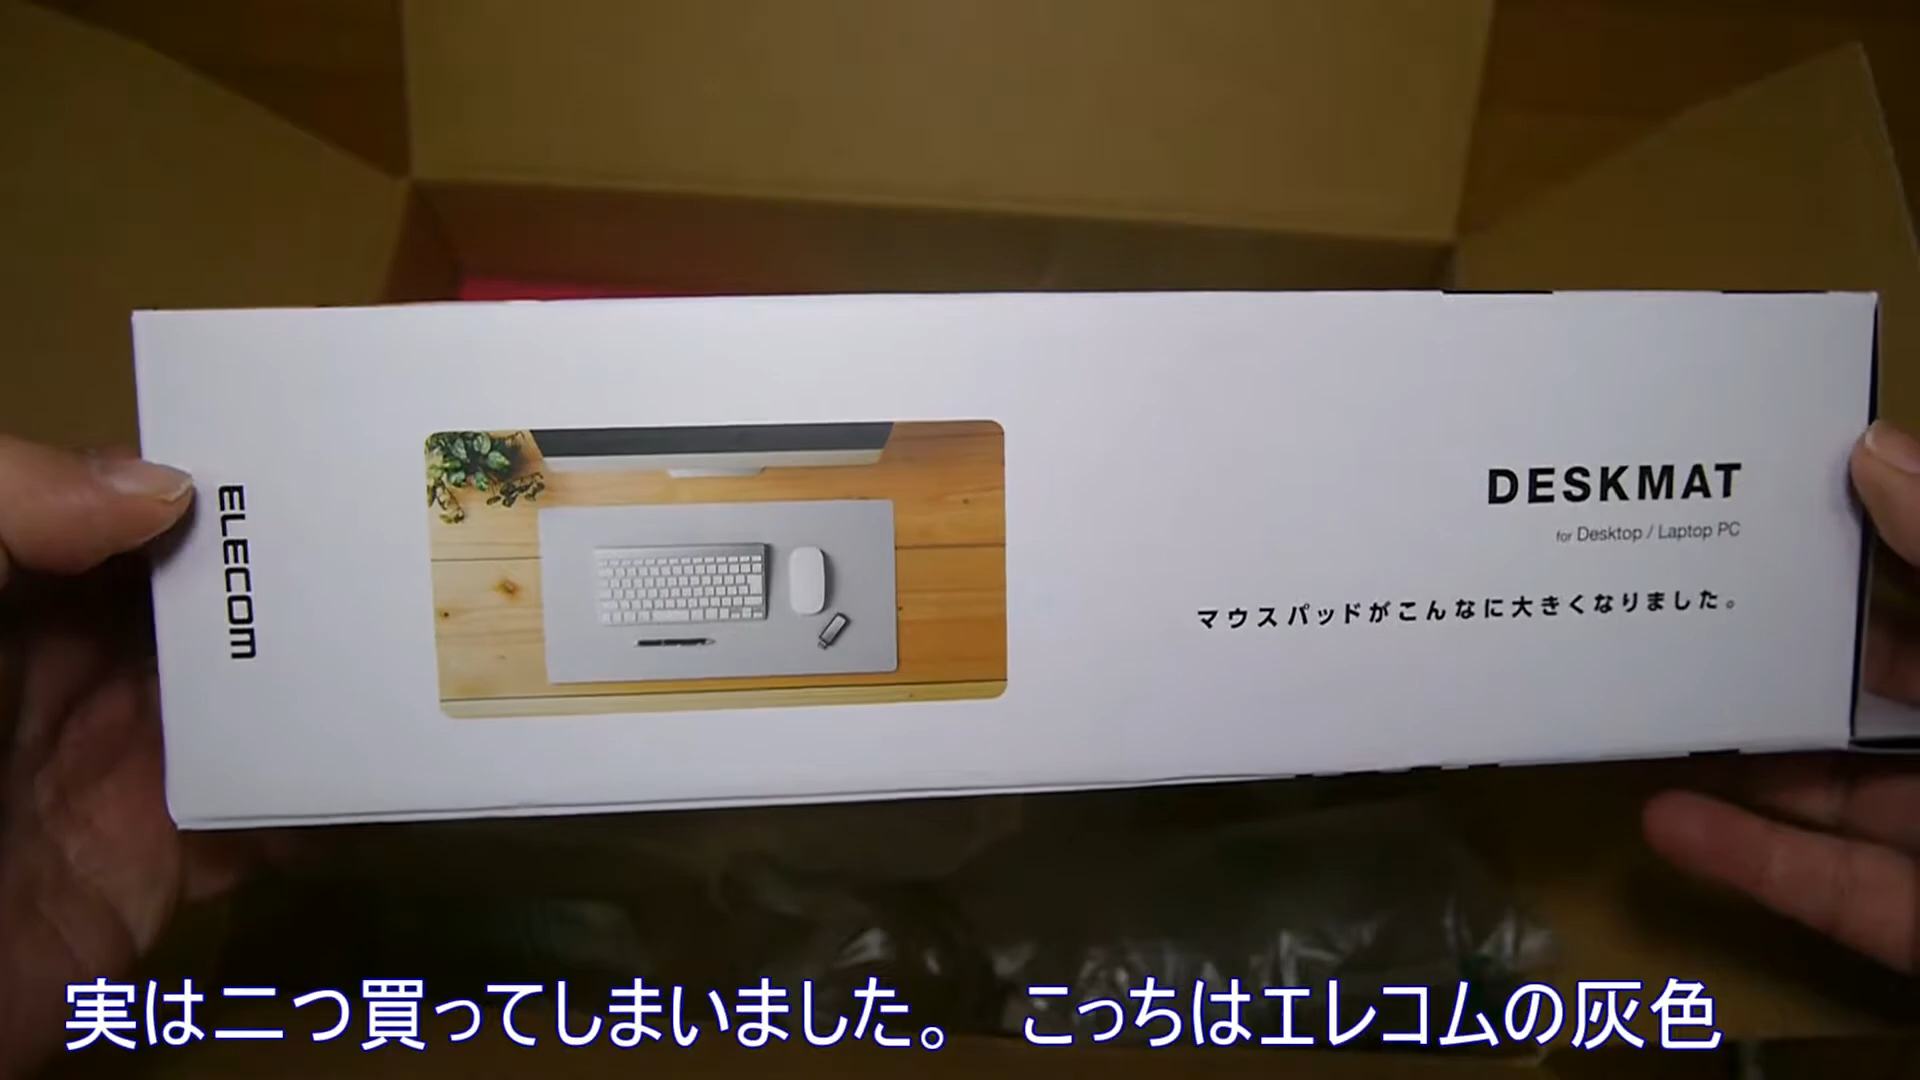 ELECOM
DESKMAT
for Desktop / Laptop PC
マウスパッドがこんなに大きくなりました。
実は二つ買ってしまいました。 こっちはエレコムの灰色